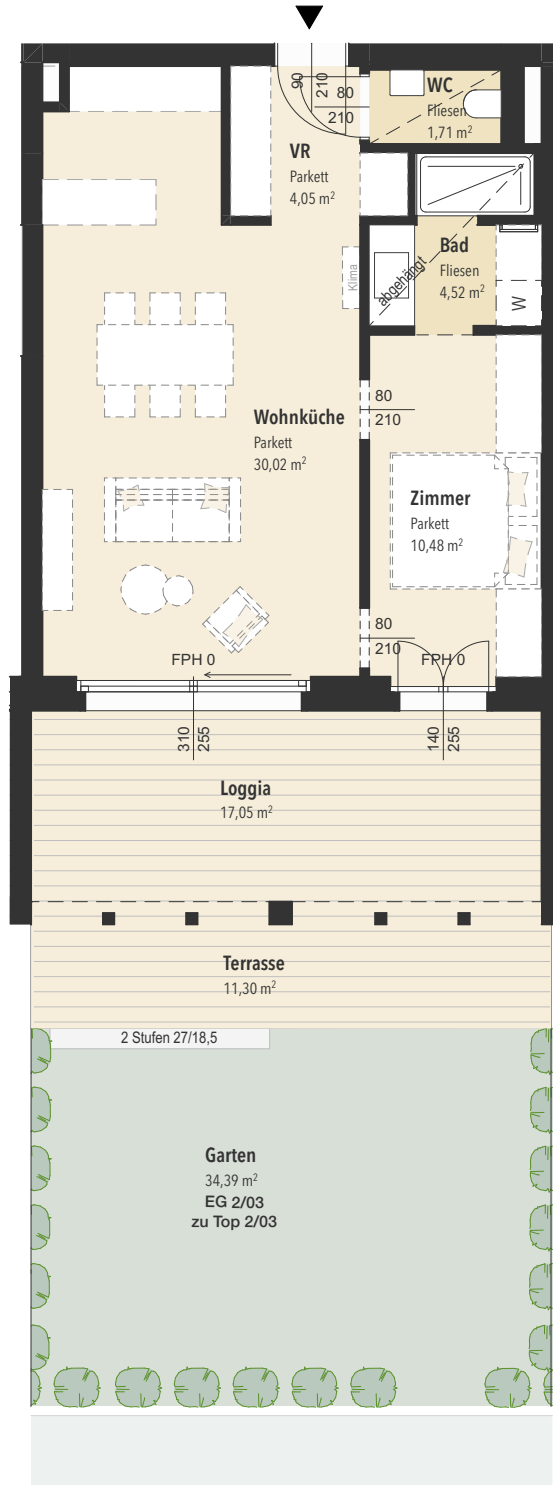 90
210
80
210
WC
Fliesen
1,71 m²
VR
Parkett
4,05 m²
Bad
Fliesen
4,52 m²
abgehängt
Klima
W
80
210
Wohnküche
Parkett
30,02 m²
Zimmer
Parkett
10,48 m²
80
210
FPH 0
FPH 0
310
255
140
255
Loggia
17,05 m²
Terrasse
11,30 m²
2 Stufen 27/18,5
Garten
34,39 m²
EG 2/03
zu Top 2/03